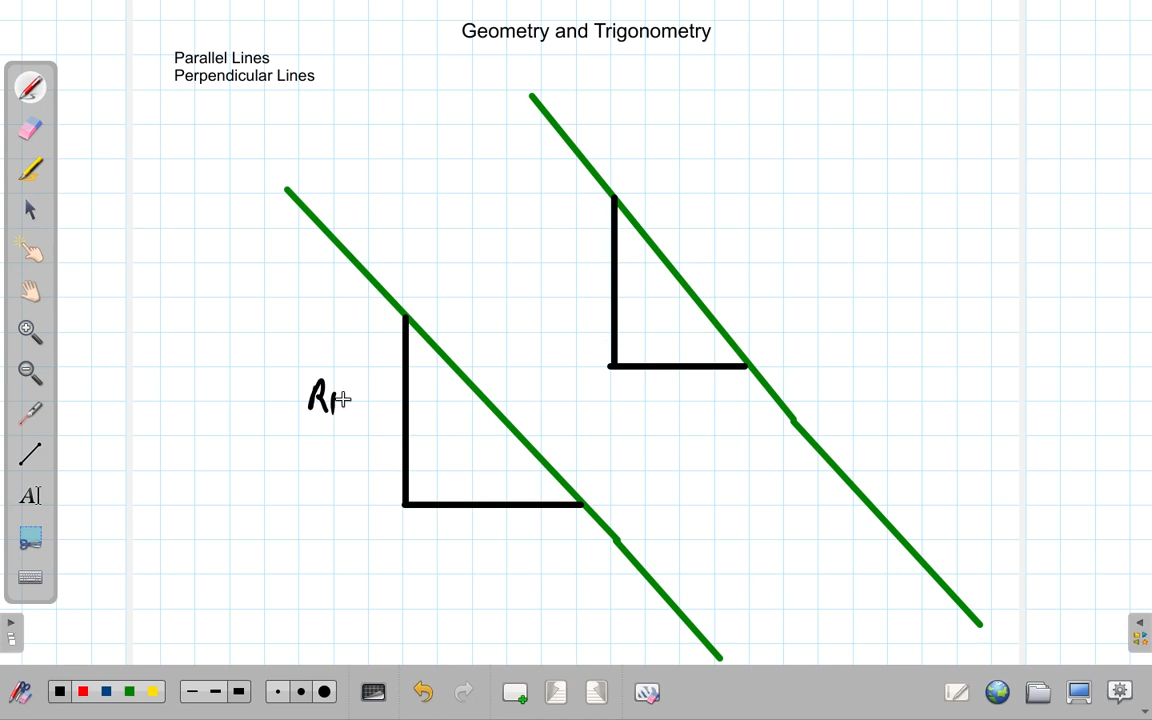 Geometry and Trigonometry
Parallel Lines
Perpendicular Lines